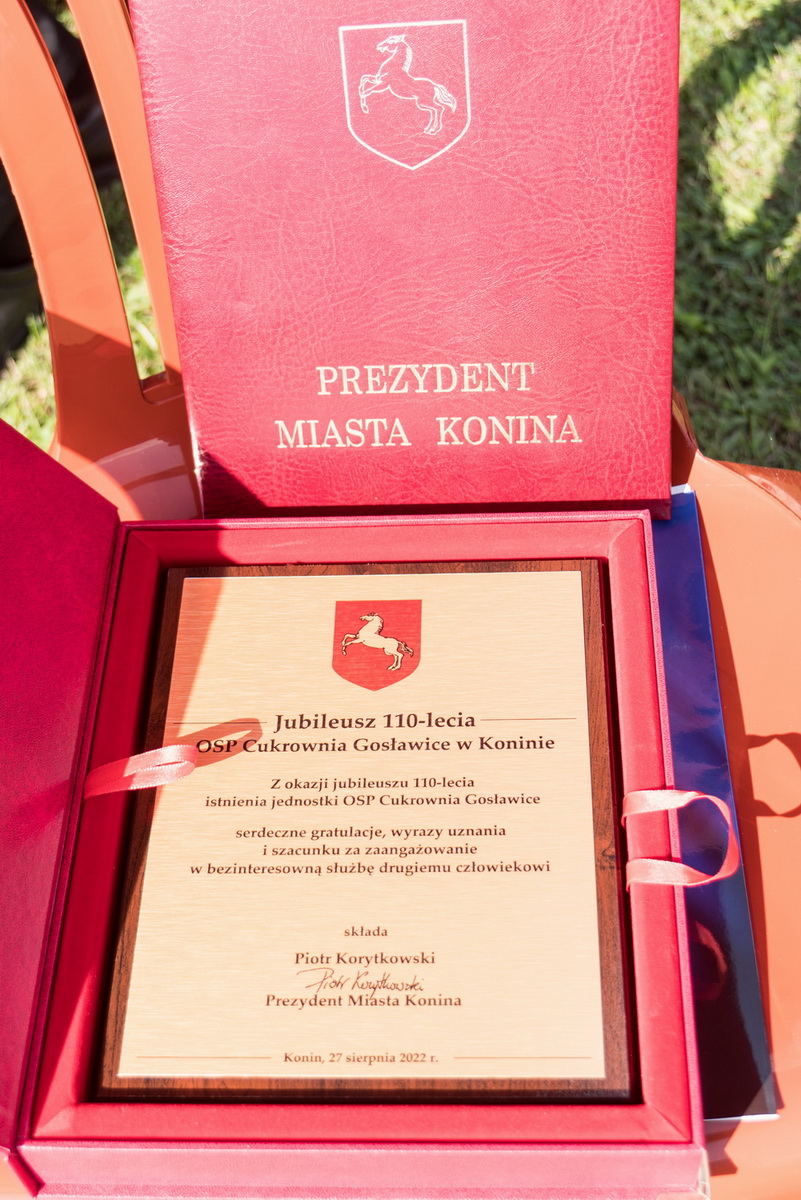 PREZYDENT
MIASTA KONINA
Jubileusz 110-lecia
OSP Cukrownia Gosławice w Koninie
Z okazji jubileuszu 110-lecia
istnienia jednostki OSP Cukrownia Gosławice
serdeczne gratulacje, wyrazy uznania
i szacunku za zaangażowanie
w bezinteresowną służbę drugiemu człowiekowi
składa
Piotr Korytkowski
Piotr Korytkowski
Prezydent Miasta Konina
Konin, 27 sierpnia 2022 r.